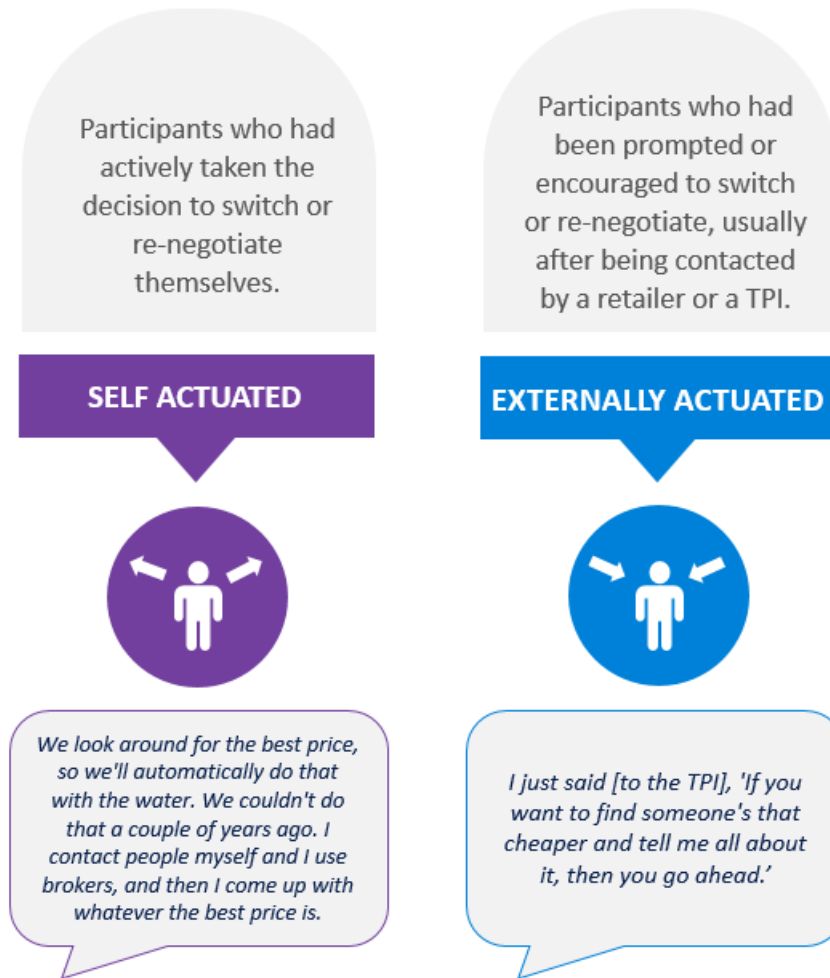 Participants who had
actively taken the
decision to switch or
re-negotiate
themselves.
SELF ACTUATED
We look around for the best price,
so we'll automatically do that
with the water. We couldn't do
that a couple of years ago. I
contact people myself and I use
brokers, and then I come up with
whatever the best price is.
Participants who had
been prompted or
encouraged to switch
or re-negotiate, usually
after being contacted
by a retailer or a TPI.
EXTERNALLY ACTUATED
I just said [to the TPI], 'If you
want to find someone's that
cheaper and tell me all about
it, then you go ahead.’